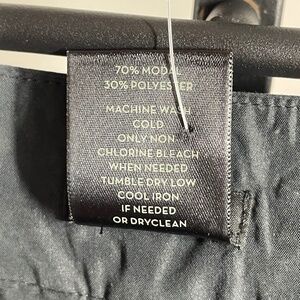 70% MODAL
30% POLYESTER
MACHINE WASH
COLD
ONLY NON
CHLORINE BLEACH
WHEN NEEDED
TUMBLE DRY LOW
COOL IRON
IF NEEDED
OR DRYCLEAN